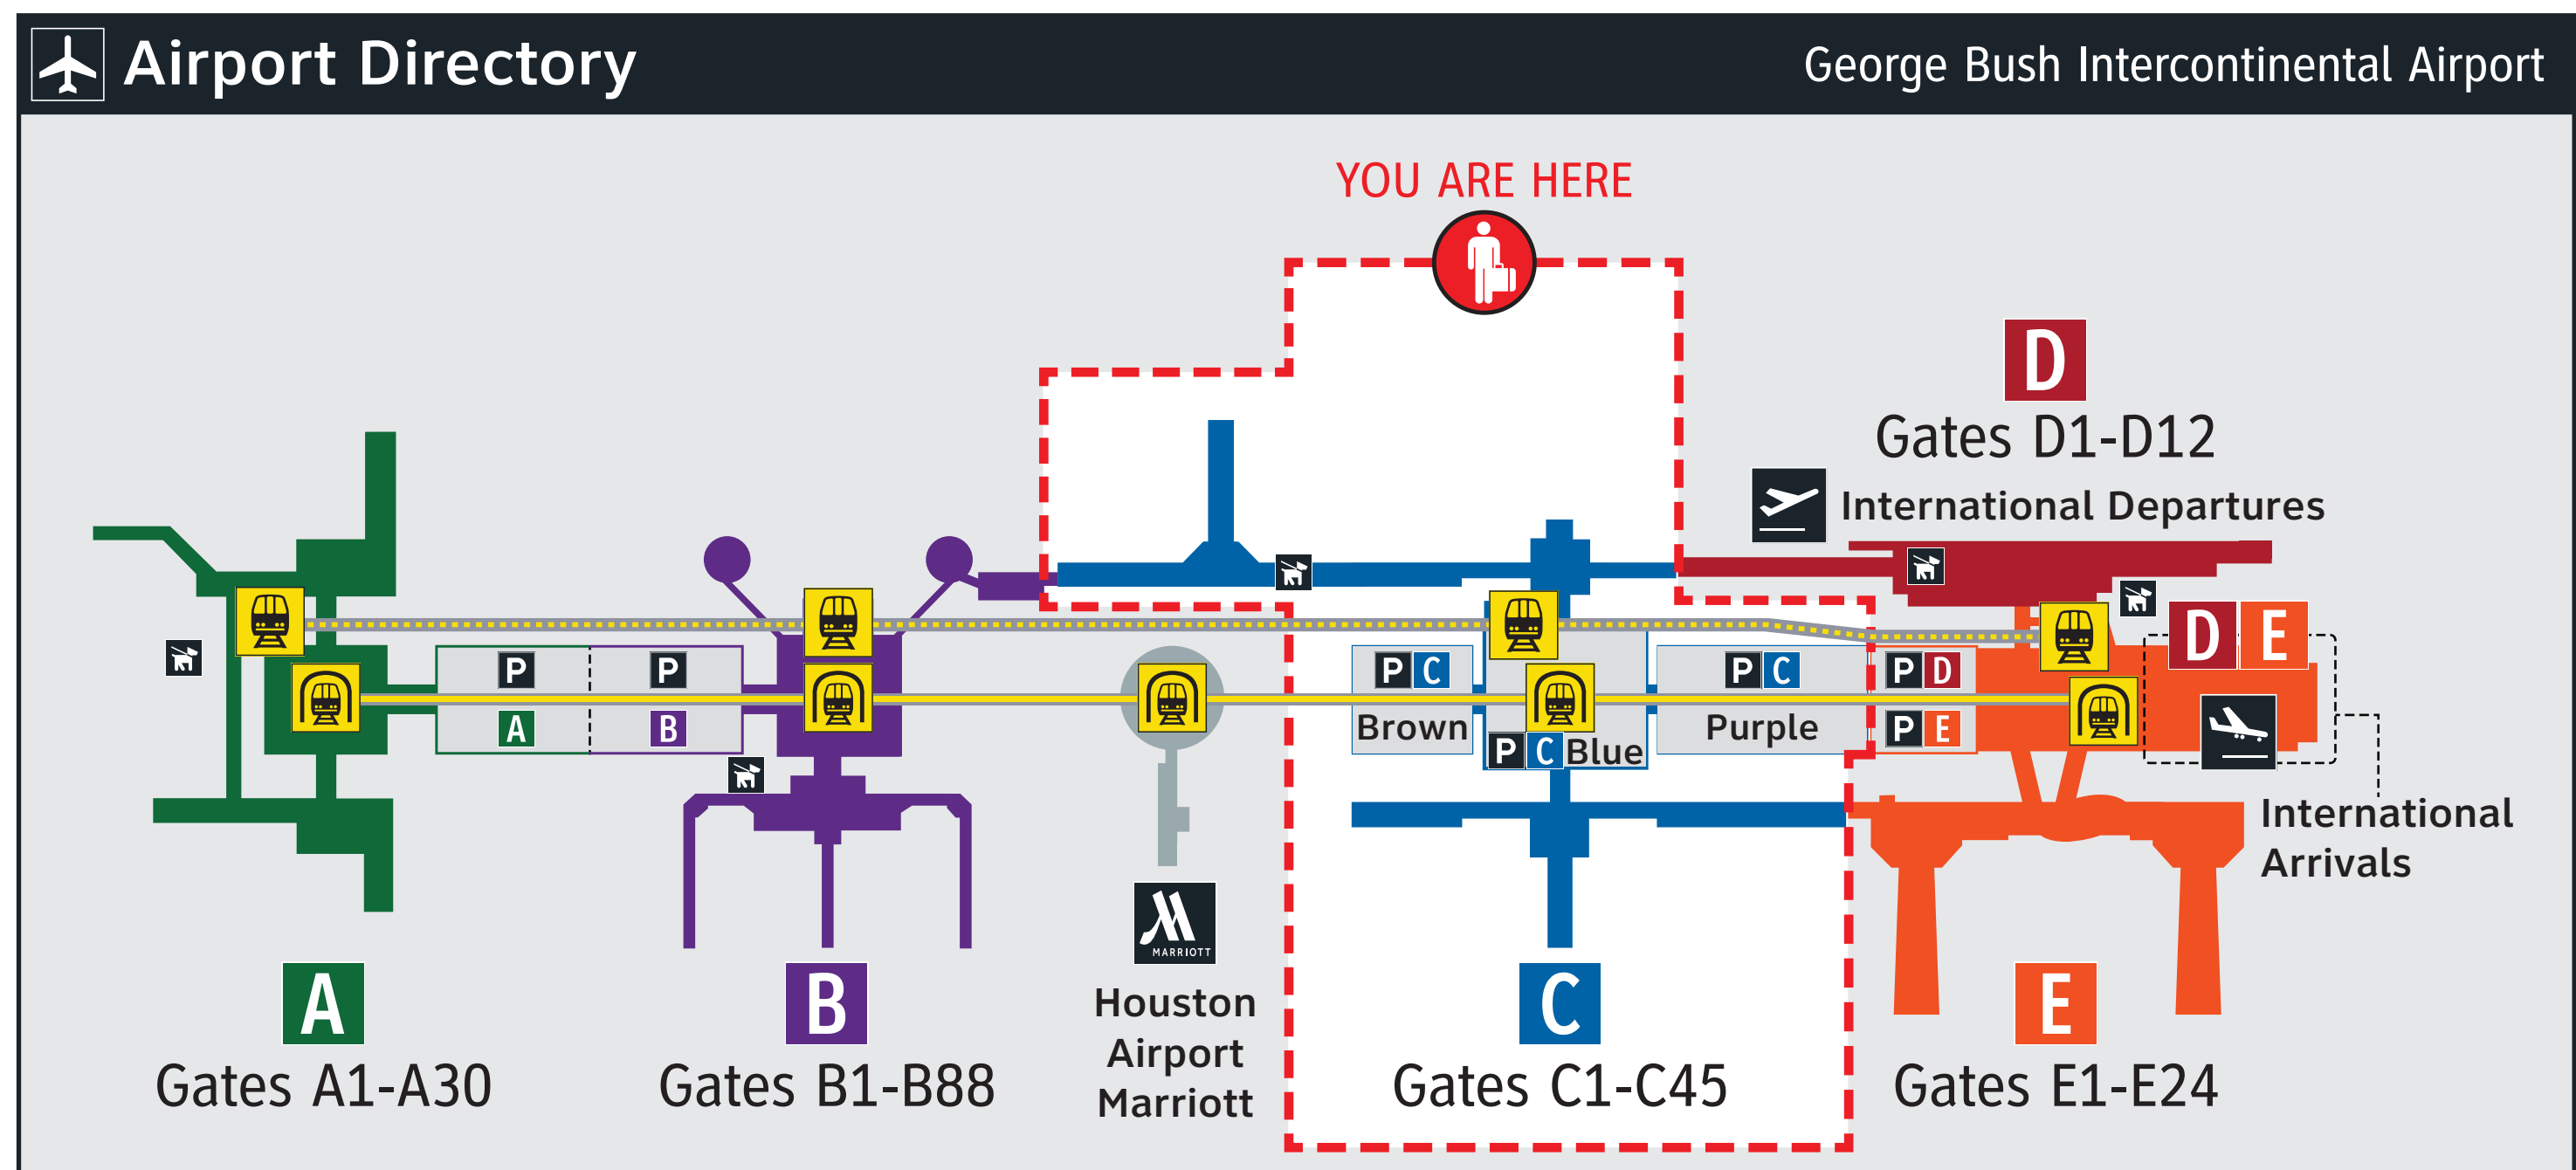 Airport Directory
George Bush Intercontinental Airport
YOU ARE HERE
D
Gates D1-D12
International Departures
D E
P
P
P C
P C
P D
A
B
Brown
P C Blue
Purple
P E
International
Arrivals
MARRIOTT
Houston
Airport
Marriott
A
Gates A1-A30
B
Gates B1-B88
C
Gates C1-C45
E
Gates E1-E24